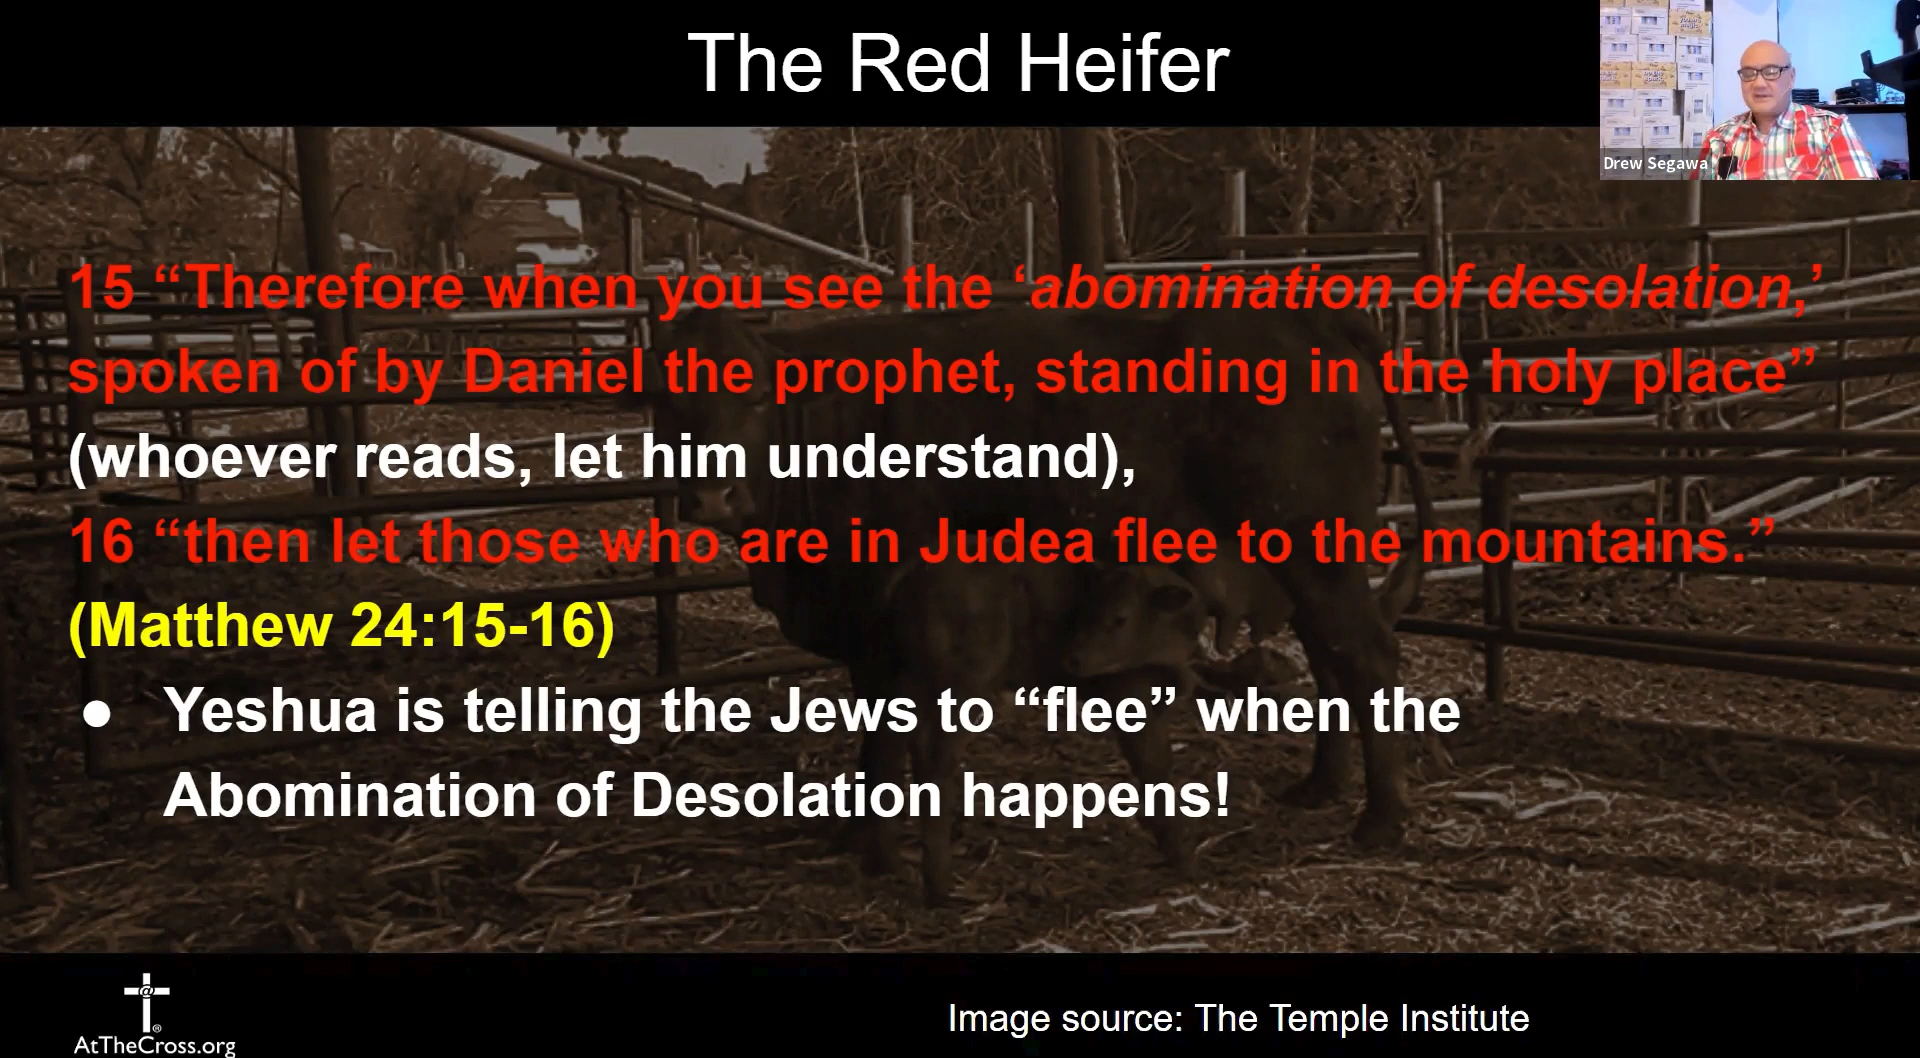 The Red Heifer
Drew Segawa
15 “Therefore when you see the ‘abomination of desolation,’
spoken of by Daniel the prophet, standing in the holy place”
(whoever reads, let him understand),
16 “then let those who are in Judea flee to the mountains.”
(Matthew 24:15-16)
● Yeshua is telling the Jews to “flee” when the
Abomination of Desolation happens!
@
®
AtTheCross.org
Image source: The Temple Institute